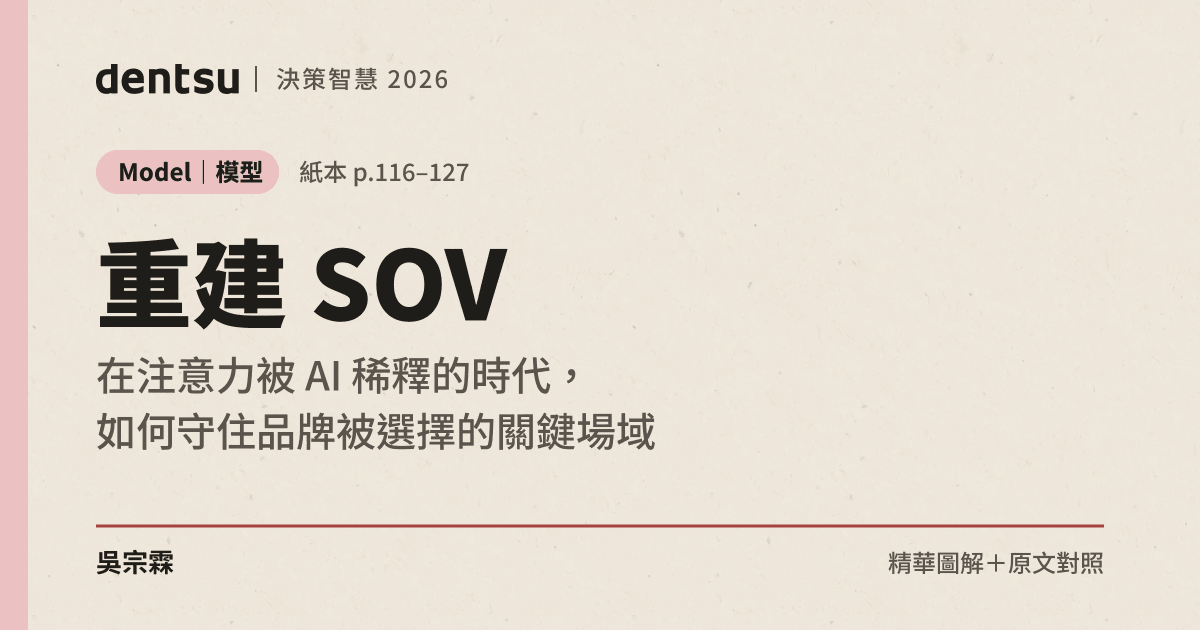 dentsu｜決策智慧 2026
Model｜模型 紙本 p.116–127
重建 SOV
在注意力被 AI 稀釋的時代，
如何守住品牌被選擇的關鍵場域
吳宗霖 精華圖解＋原文對照